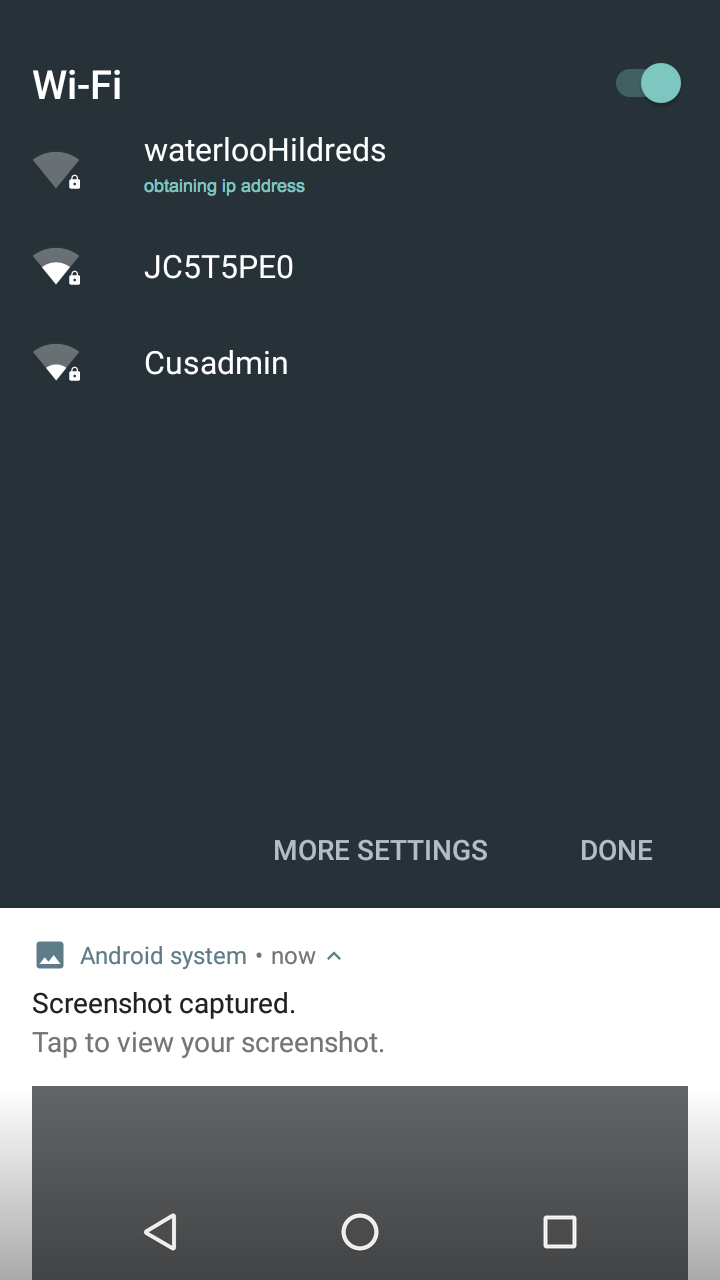 Wi-Fi
waterlooHildreds
obtaining ip address
JC5T5PE0
Cusadmin
MORE SETTINGS DONE
Android system • now
Screenshot captured.
Tap to view your screenshot.